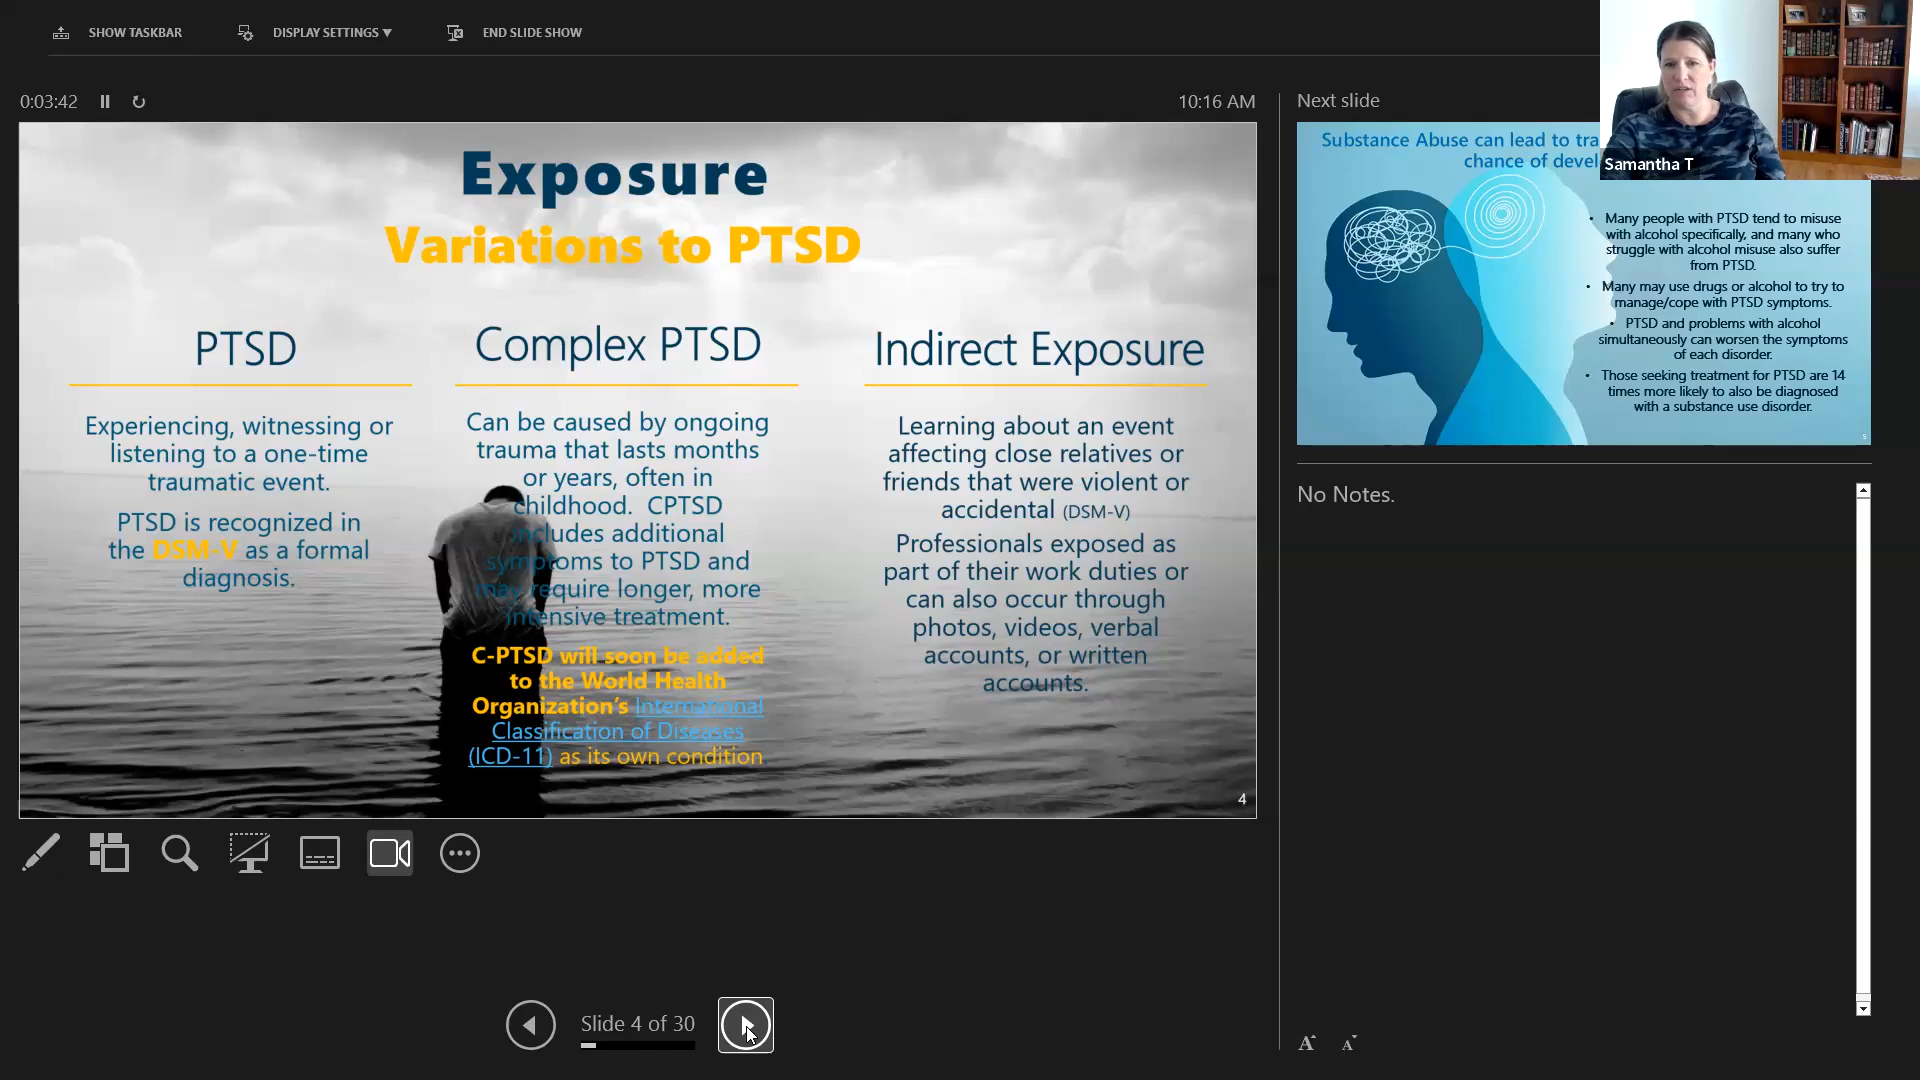 SHOW TASKBAR
DISPLAY SETTINGS ▼
END SLIDE SHOW
0:03:42
10:16 AM
Exposure
Variations to PTSD
PTSD
Experiencing, witnessing or
listening to a one-time
traumatic event.
PTSD is recognized in
the DSM-V as a formal
diagnosis.
Complex PTSD
Can be caused by ongoing
trauma that lasts months
or years, often in
childhood. CPTSD
includes additional
symptoms to PTSD and
may require longer, more
intensive treatment.
C-PTSD will soon be added
to the World Health
Organization's International
Classification of Diseases
(ICD-11) as its own condition
Indirect Exposure
Learning about an event
affecting close relatives or
friends that were violent or
accidental (DSM-V)
Professionals exposed as
part of their work duties or
can also occur through
photos, videos, verbal
accounts, or written
accounts.
4
Slide 4 of 30
Next slide
Substance Abuse can lead to tra
chance of devel
• Many people with PTSD tend to misuse
with alcohol specifically, and many who
struggle with alcohol misuse also suffer
from PTSD.
• Many may use drugs or alcohol to try to
manage/cope with PTSD symptoms.
• PTSD and problems with alcohol
simultaneously can worsen the symptoms
of each disorder.
• Those seeking treatment for PTSD are 14
times more likely to also be diagnosed
with a substance use disorder.
5
Samantha T
No Notes.
A
A